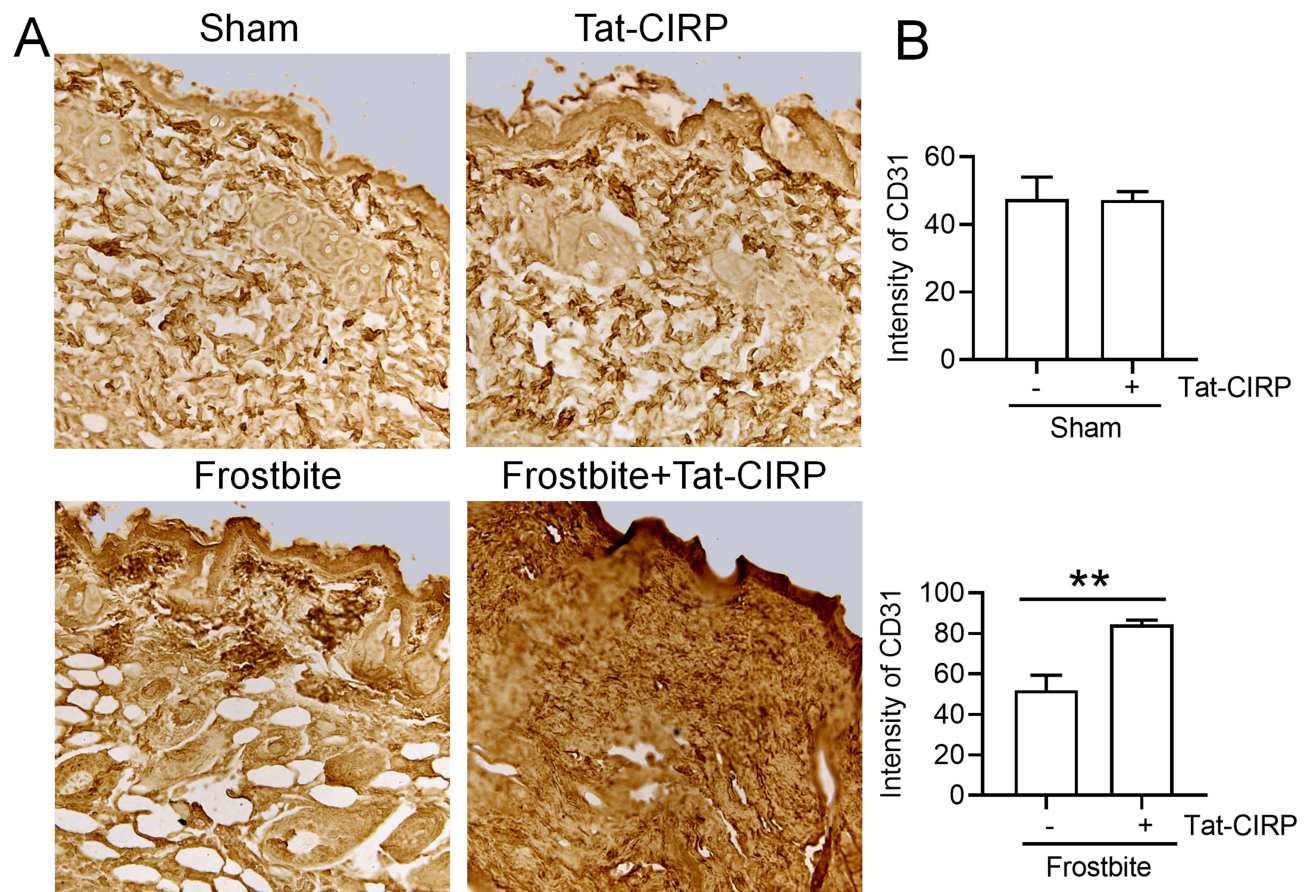 A
Sham
Tat-CIRP
B
60
40
20
0
Intensity of CD31
- + Tat-CIRP
Sham
Frostbite
Frostbite+Tat-CIRP
**
100
80
60
40
20
0
Intensity of CD31
- + Tat-CIRP
Frostbite